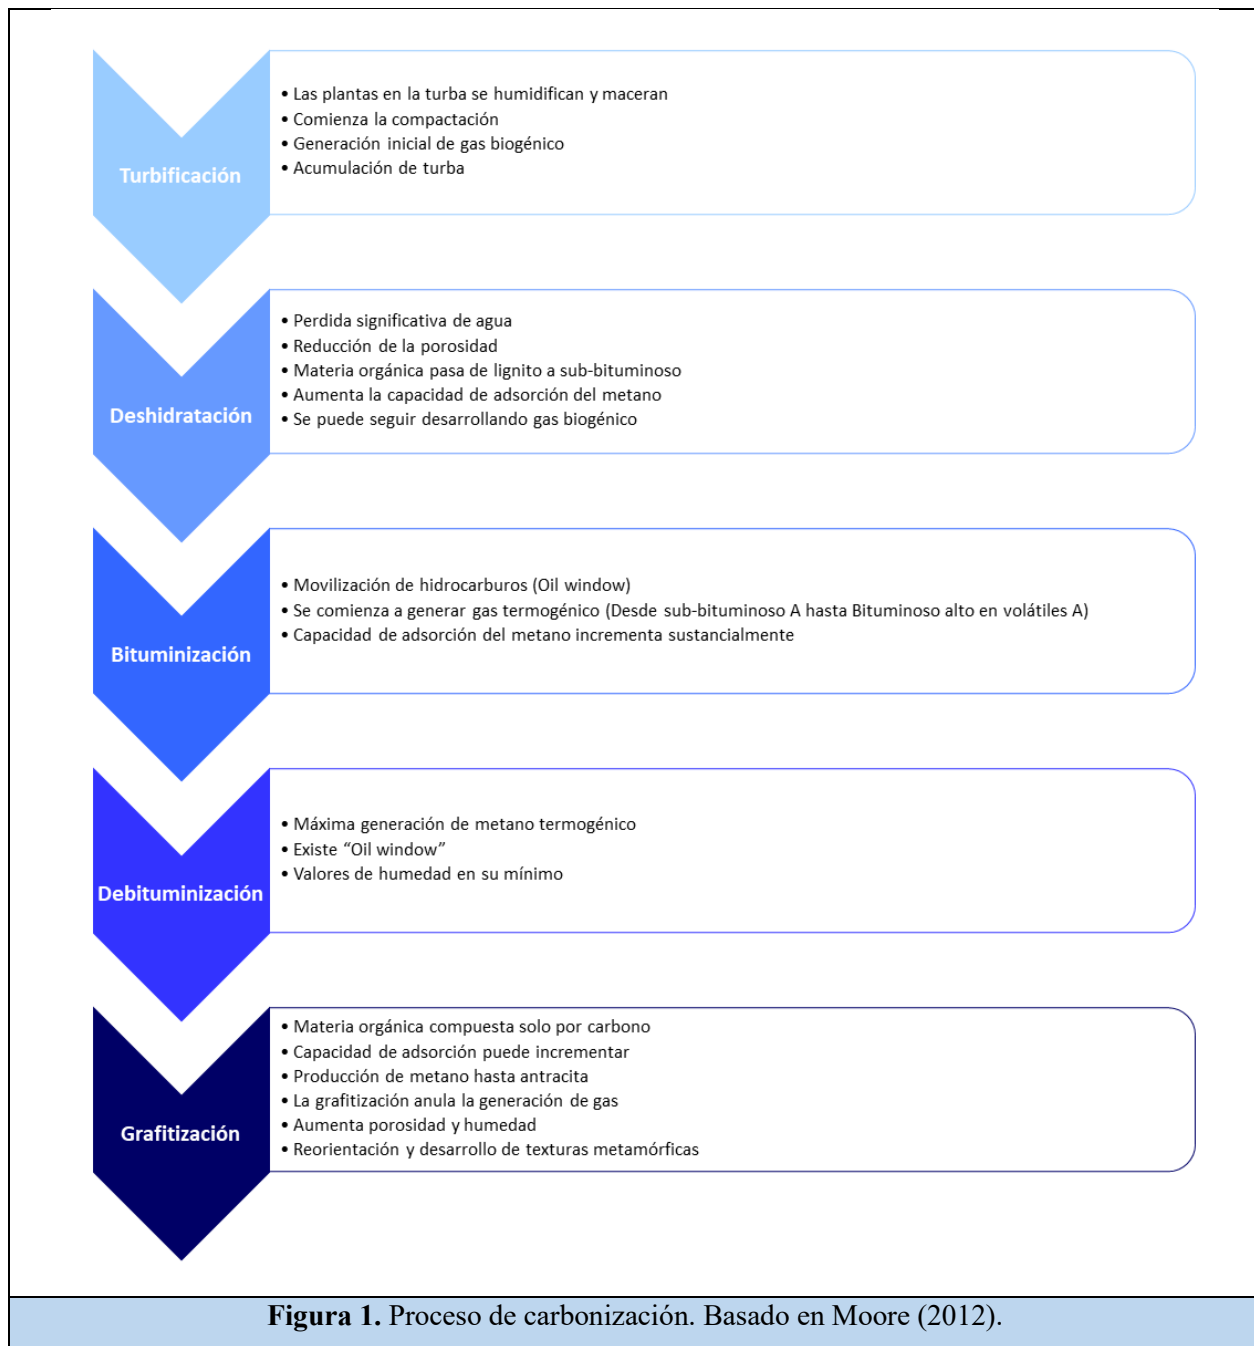 Turbificación
• Las plantas en la turba se humidifican y maceran
• Comienza la compactación
• Generación inicial de gas biogénico
• Acumulación de turba
Deshidratación
• Perdida significativa de agua
• Reducción de la porosidad
• Materia orgánica pasa de lignito a sub-bituminoso
• Aumenta la capacidad de adsorción del metano
• Se puede seguir desarrollando gas biogénico
Bituminización
• Movilización de hidrocarburos (Oil window)
• Se comienza a generar gas termogénico (Desde sub-bituminoso A hasta Bituminoso alto en volátiles A)
• Capacidad de adsorción del metano incrementa sustancialmente
Debituminización
• Máxima generación de metano termogénico
• Existe “Oil window”
• Valores de humedad en su mínimo
Grafitización
• Materia orgánica compuesta solo por carbono
• Capacidad de adsorción puede incrementar
• Producción de metano hasta antracita
• La grafitización anula la generación de gas
• Aumenta porosidad y humedad
• Reorientación y desarrollo de texturas metamórficas
Figura 1. Proceso de carbonización. Basado en Moore (2012).